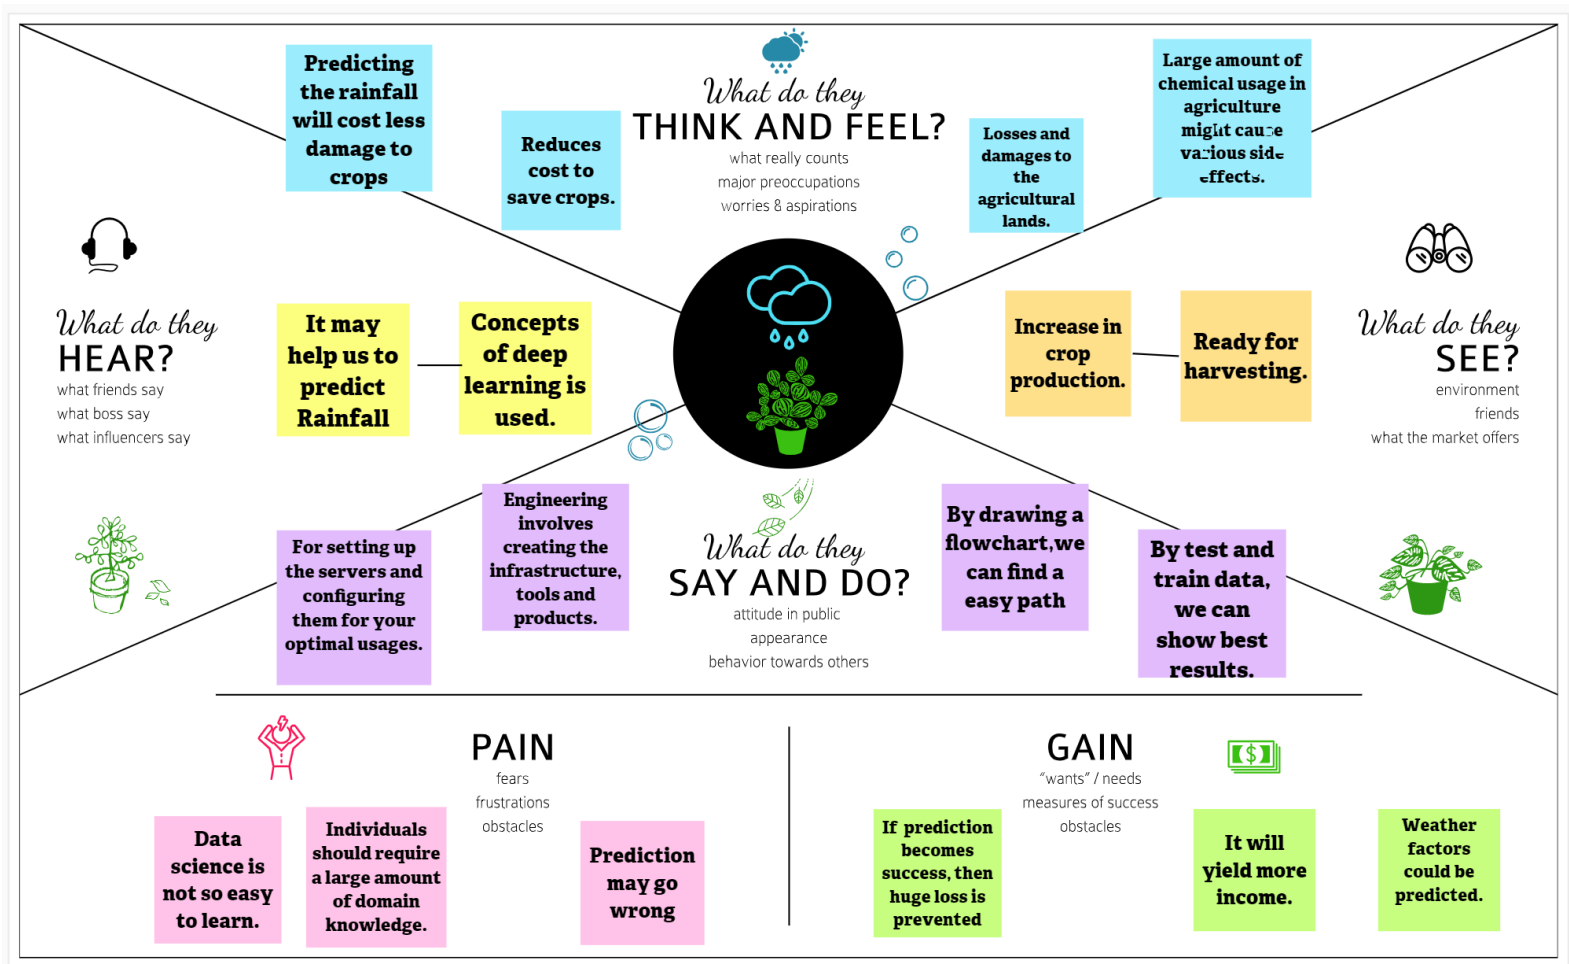 Predicting
the rainfall
will cost less
damage to
crops
Reduces
cost to
save crops.
What do they
THINK AND FEEL?
what really counts
major preoccupations
worries & aspirations
Losses and
damages to
the
agricultural
lands.
Large amount of
chemical usage in
agriculture
might cause
various side
effects.
What do they
HEAR?
what friends say
what boss say
what influencers say
It may
help us to
predict
Rainfall
Concepts
of deep
learning is
used.
Increase in
crop
production.
Ready for
harvesting.
What do they
SEE?
environment
friends
what the market offers
For setting up
the servers and
configuring
them for your
optimal usages.
Engineering
involves
creating the
infrastructure,
tools and
products.
What do they
SAY AND DO?
attitude in public
appearance
behavior towards others
By drawing a
flowchart,we
can find a
easy path
By test and
train data,
we can
show best
results.
PAIN
fears
frustrations
obstacles
Data
science is
not so easy
to learn.
Individuals
should require
a large amount
of domain
knowledge.
Prediction
may go
wrong
GAIN
“wants” / needs
measures of success
obstacles
If prediction
becomes
success, then
huge loss is
prevented
It will
yield more
income.
Weather
factors
could be
predicted.